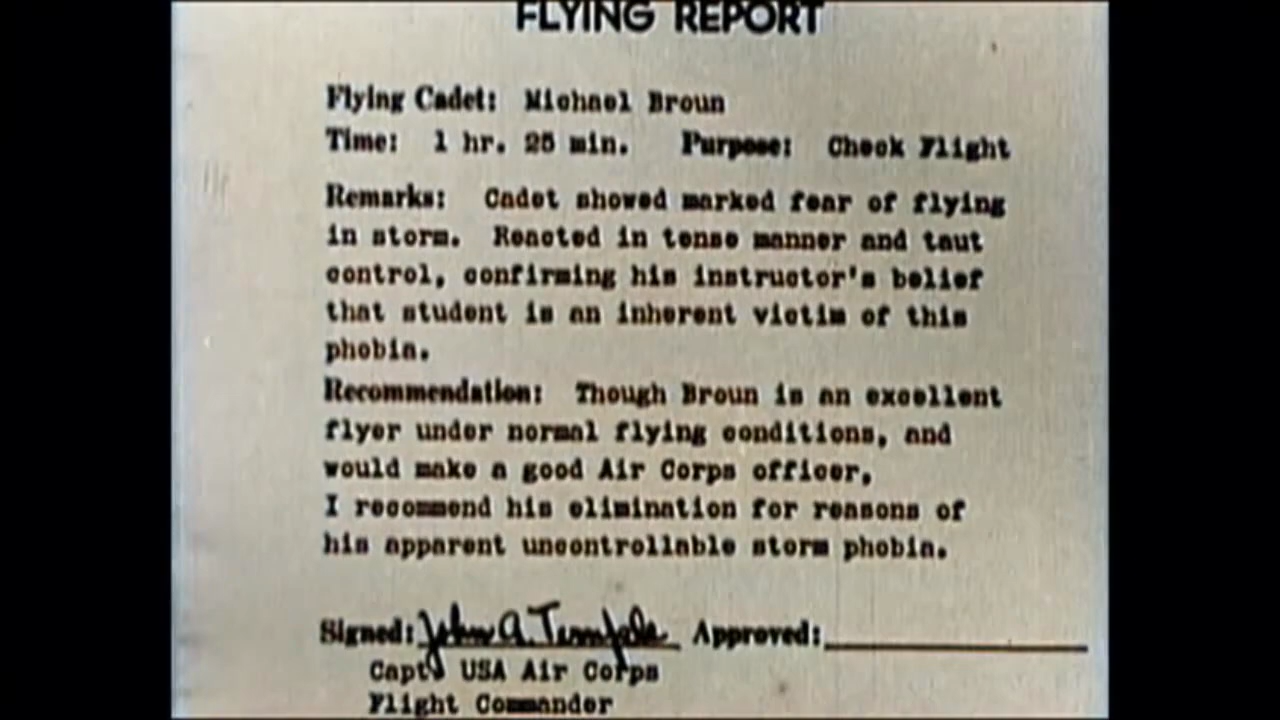 FLYING REPORT
Flying Cadet: Michael Broun
Time: 1 hr. 25 min. Purpose: Check Flight
Remarks: Cadet showed marked fear of flying
in storm. Reacted in tense manner and taut
control, confirming his instructor's belief
that student is an inherent victim of this
phobia.
Recommendation: Though Broun is an excellent
flyer under normal flying conditions, and
would make a good Air Corps officer,
I recommend his elimination for reasons of
his apparent uncontrollable storm phobia.
Signed: John A. Temple Approved:
Capt. USA Air Corps
Flight Commander